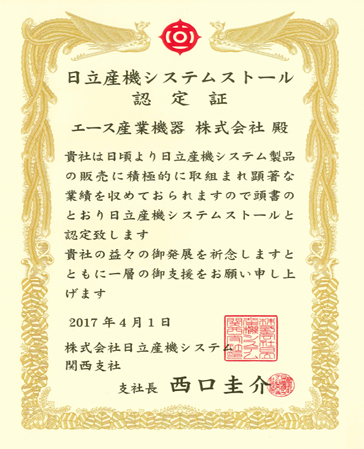 日立産機システムストール
認定証
エース産業機器 株式会社 殿
貴社は日頃より日立産機システム製品
の販売に積極的に取組まれ顕著な
業績を収めておられますので頭書の
とおり日立産機システムストールと
認定致します
貴社の益々の御発展を祈念しますと
ともに一層の御支援をお願い申し上
げます
2017年4月1日
株式会社日立産機システム
関西支社
支社長 西口圭介